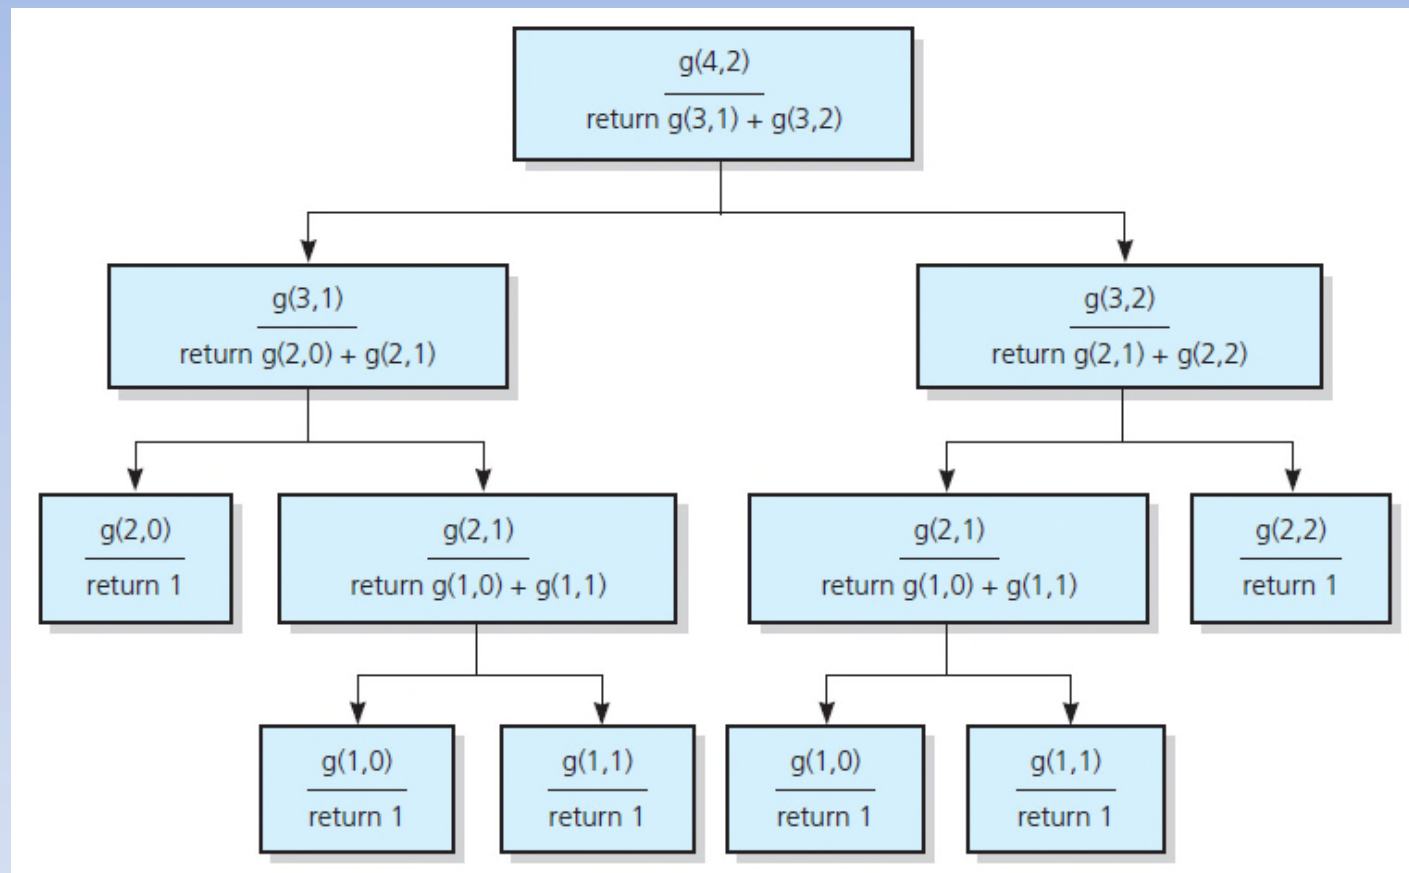 g(4,2)
return g(3,1) + g(3,2)
g(3,1)
return g(2,0) + g(2,1)
g(3,2)
return g(2,1) + g(2,2)
g(2,0)
return 1
g(2,1)
return g(1,0) + g(1,1)
g(2,1)
return g(1,0) + g(1,1)
g(2,2)
return 1
g(1,0)
return 1
g(1,1)
return 1
g(1,0)
return 1
g(1,1)
return 1